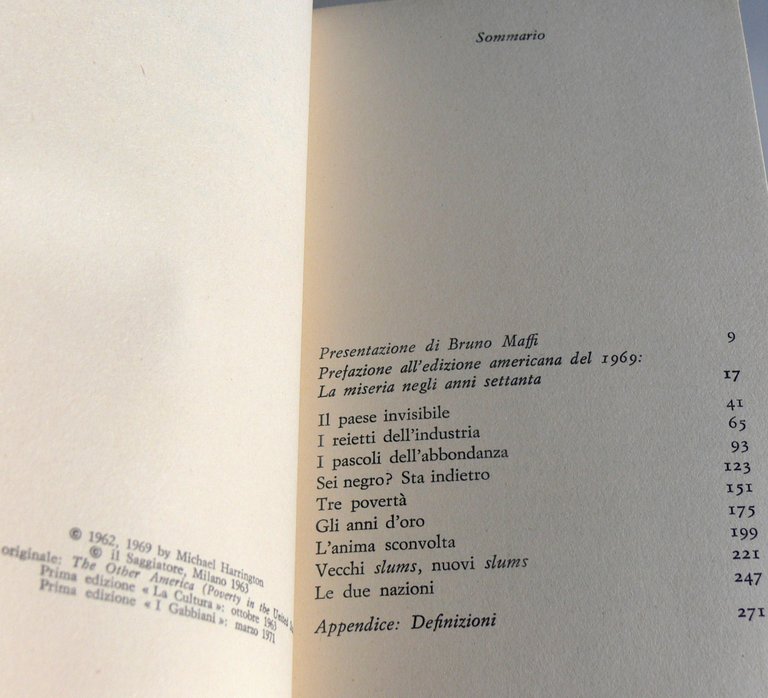 © 1962, 1969 by Michael Harrington
© il Saggiatore, Milano 1963
originale: The Other America (Poverty in the United
Prima edizione « La Cultura »: ottobre 1963
Prima edizione « I Gabbiani »: marzo 1971
Sommario
Presentazione di Bruno Maffi 9
Prefazione all'edizione americana del 1969:
La miseria negli anni settanta 17
Il paese invisibile 41
I reietti dell'industria 65
I pascoli dell'abbondanza 93
Sei negro? Sta indietro 123
Tre povertà 151
Gli anni d'oro 175
L'anima sconvolta 199
Vecchi slums, nuovi slums 221
Le due nazioni 247
Appendice: Definizioni 271